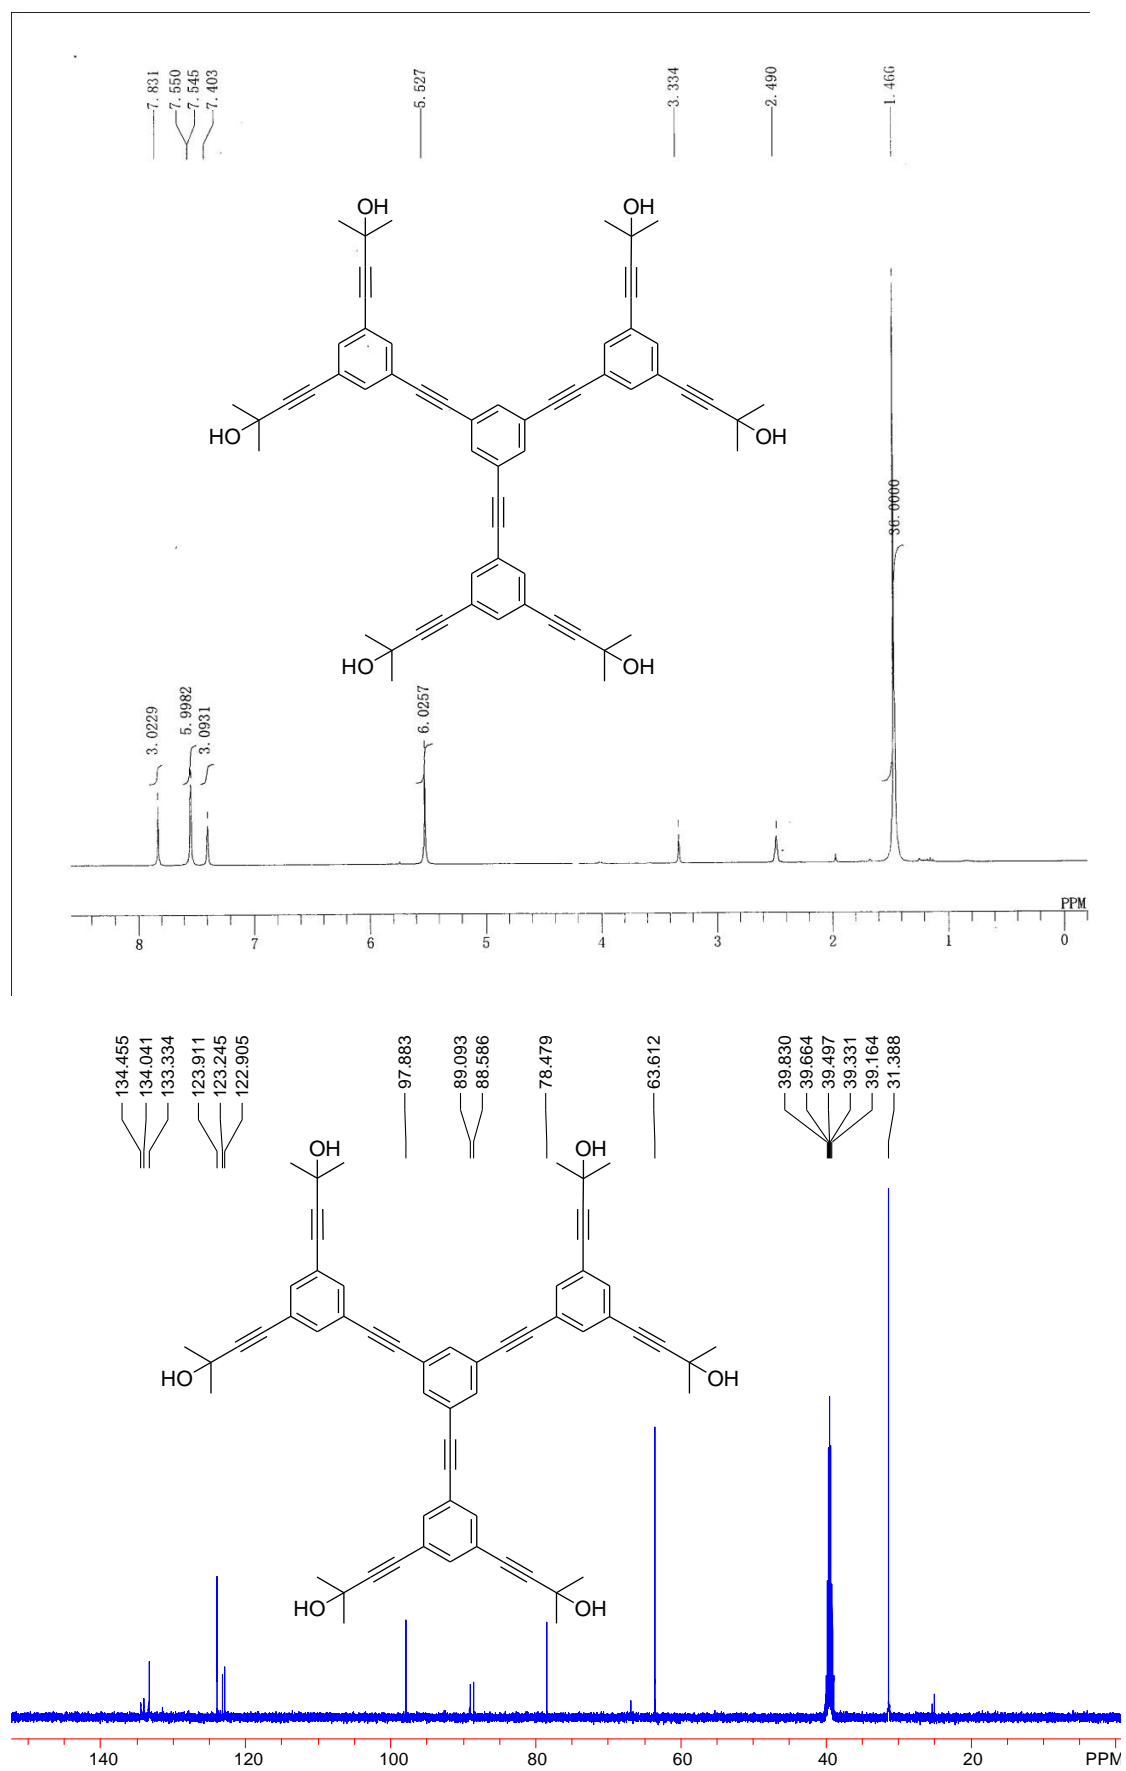 7.831
7.550
7.545
7.403
5.527
3.334
2.490
1.466
OH
OH
HO
OH
HO
OH
3.0229
5.9982
3.0931
6.0257
36.0000
PPM
8 7 6 5 4 3 2 1 0
134.455
134.041
133.334
123.911
123.245
122.905
97.883
89.093
88.586
78.479
63.612
39.830
39.664
39.497
39.331
39.164
31.388
OH
OH
HO
OH
HO
OH
140 120 100 80 60 40 20 PPM